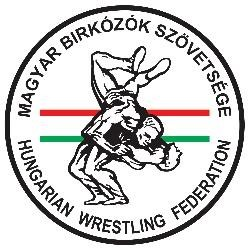 MAGYAR BIRKÓZÓK SZÖVETSÉGE
HUNGARIAN WRESTLING FEDERATION